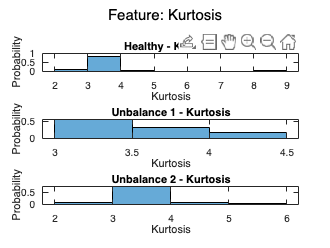 Feature: Kurtosis
Healthy - K
Probability
1
0.5
0
2 3 4 5 6 7 8 9
Kurtosis
Unbalance 1 - Kurtosis
Probability
0.5
0
3 3.5 4 4.5
Kurtosis
Unbalance 2 - Kurtosis
Probability
0.5
0
2 3 4 5 6
Kurtosis